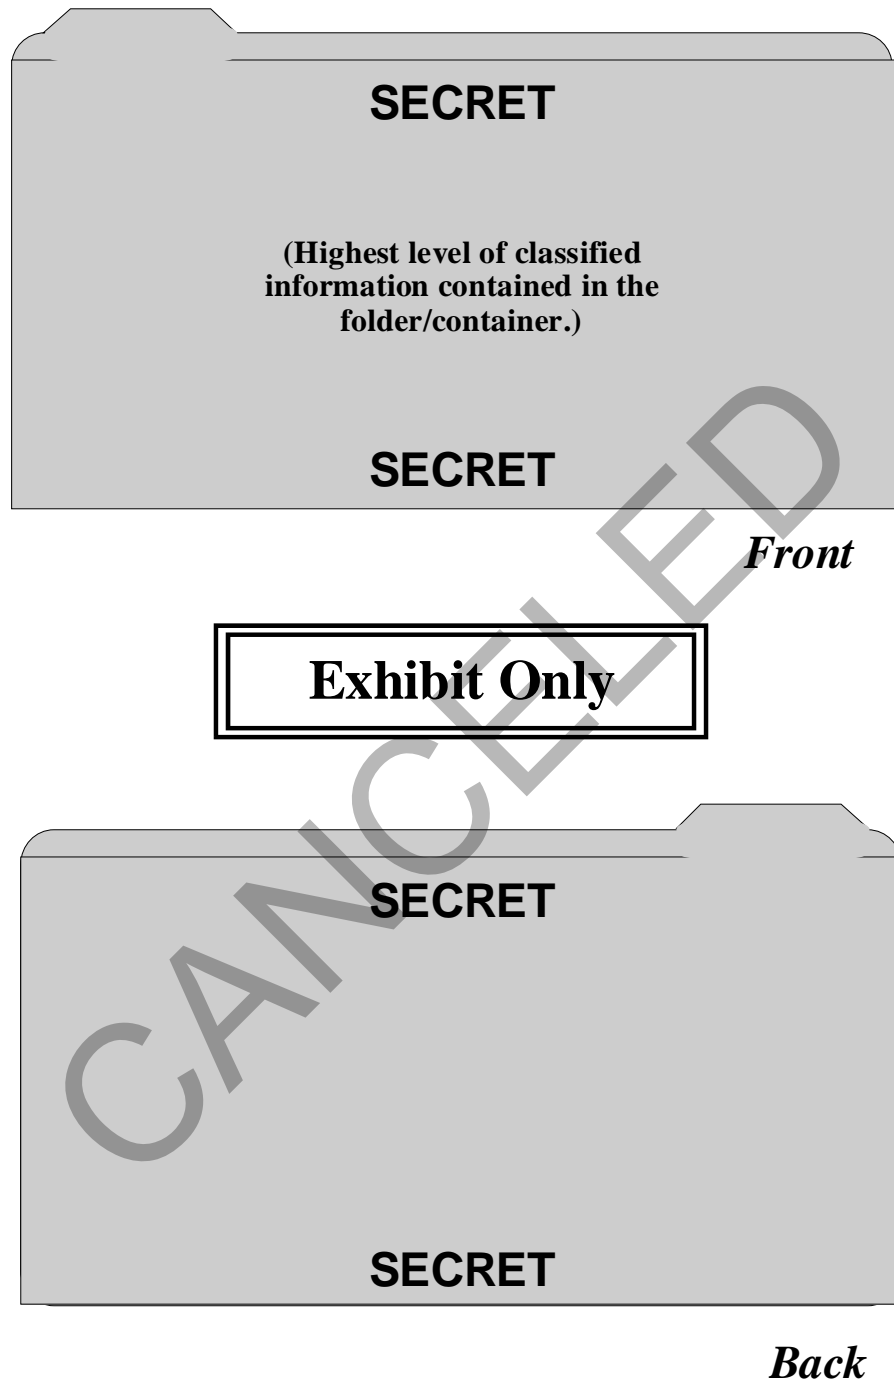 SECRET
(Highest level of classified
information contained in the
folder/container.)
SECRET
Front
Exhibit Only
CANCELED
SECRET
SECRET
Back